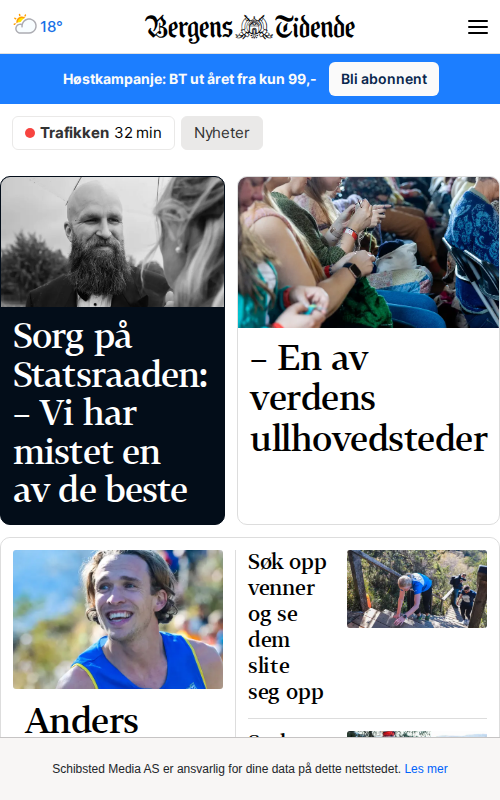 18°
Bergens Tidende
Høstkampanje: BT ut året fra kun 99,-
Bli abonnent
Trafikken 32 min
Nyheter
Sorg på
Statsraaden:
– Vi har
mistet en
av de beste
– En av
verdens
ullhovedsteder
Anders
Søk opp
venner
og se
dem
slite
seg opp
Schibsted Media AS er ansvarlig for dine data på dette nettstedet. Les mer